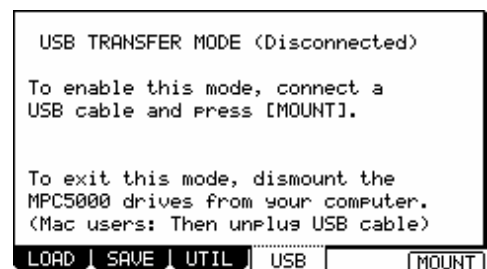 USB TRANSFER MODE (Disconnected)
To enable this mode, connect a
USB cable and press [MOUNT].
To exit this mode, dismount the
MPC5000 drives from your computer.
(Mac users: Then unplug USB cable)
LOAD SAVE UTIL USB [MOUNT]